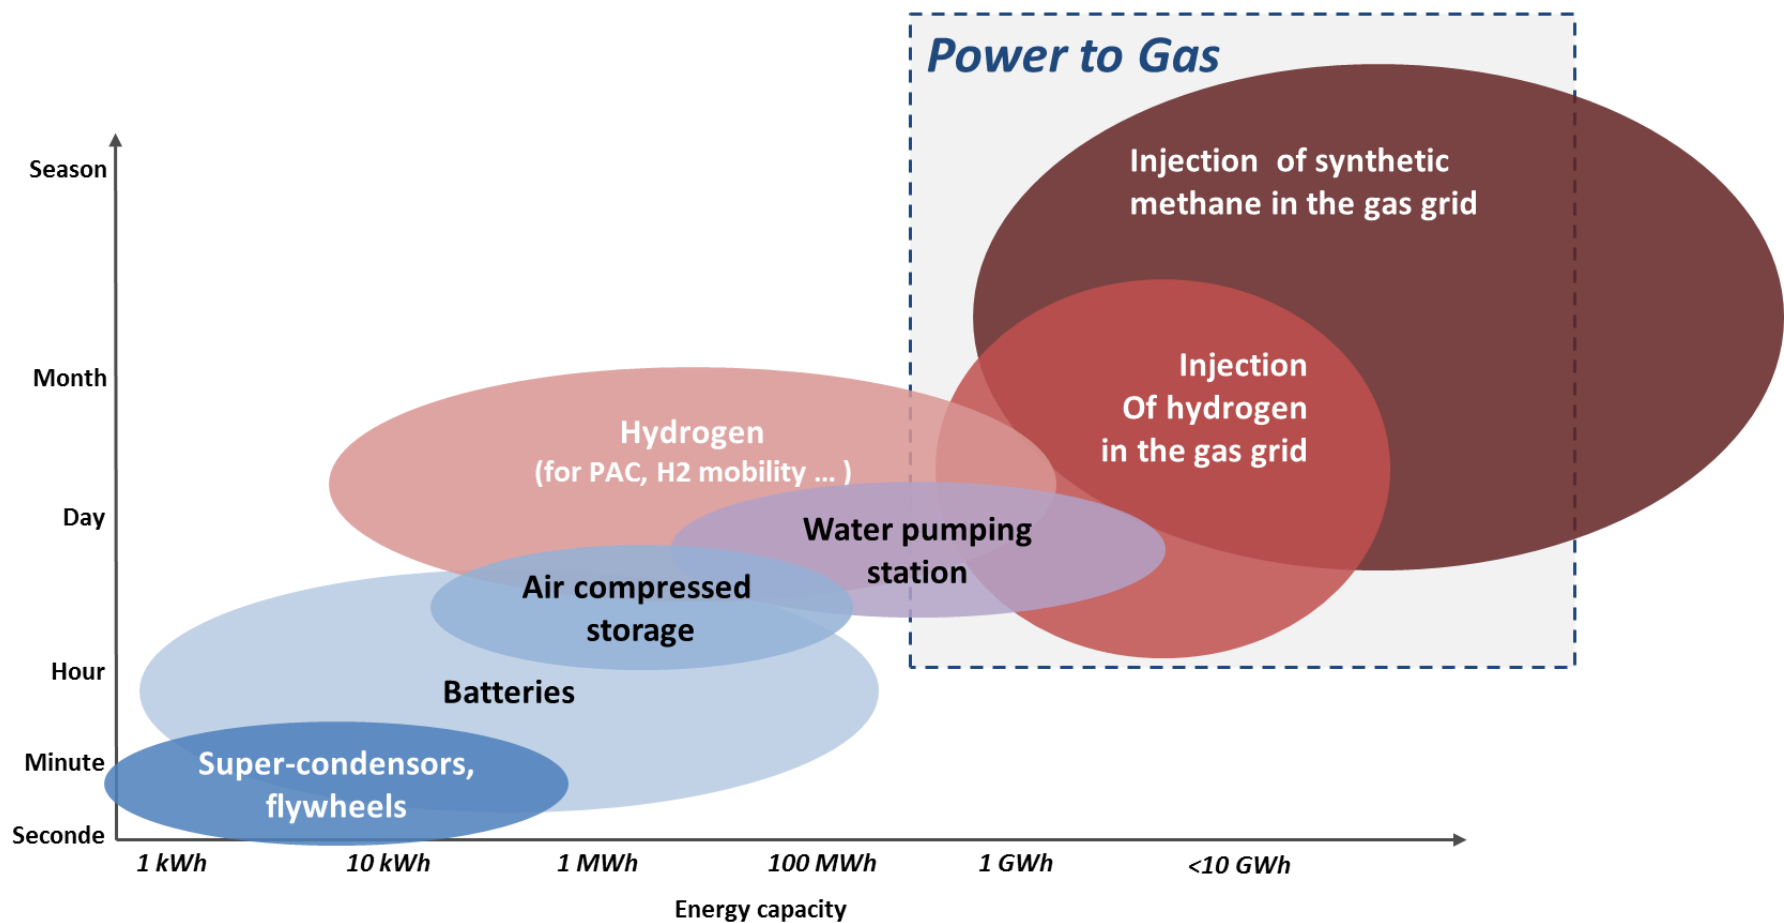 Power to Gas
Season
Injection of synthetic
methane in the gas grid
Month
Injection
Of hydrogen
in the gas grid
Hydrogen
(for PAC, H2 mobility ... )
Day
Water pumping
station
Air compressed
storage
Hour
Batteries
Minute
Super-condensors,
flywheels
Seconde
1 kWh 10 kWh 1 MWh 100 MWh 1 GWh <10 GWh
Energy capacity